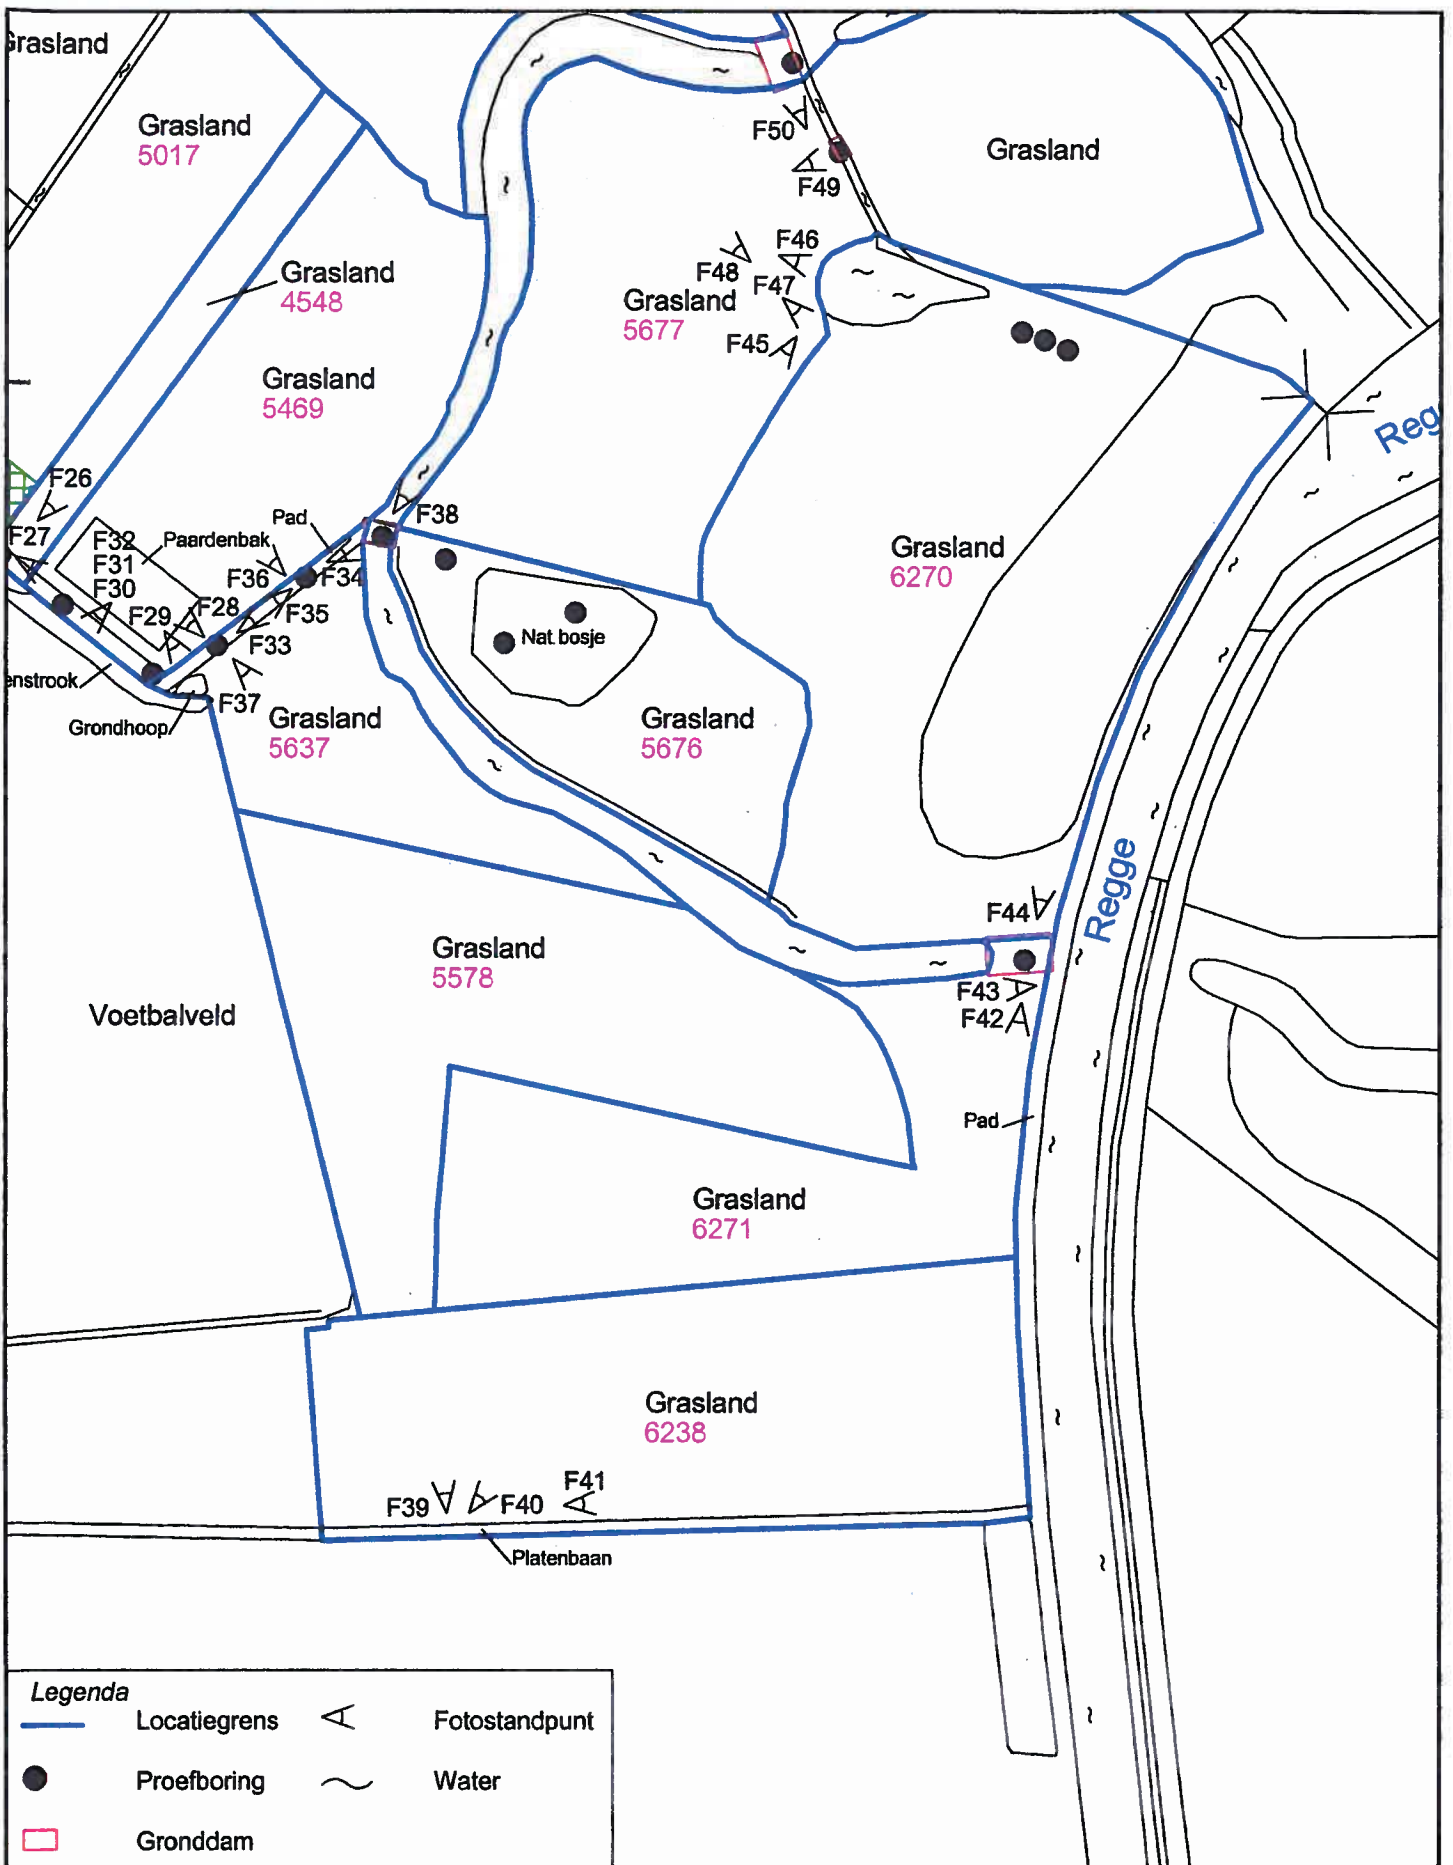 Grasland
Grasland
5017
F50
Grasland
F49
Grasland
4548
F48
F46
F47
Grasland
5677
F45
Grasland
5469
Reg
F26
F27
F32
F31
F30
Paardenbak
Pad
F38
F36
F34
F29
F28
F35
F33
Nat. bosje
Grasland
6270
enstrook
F37
Grondhoop
Grasland
5637
Grasland
5676
Regge
F44
Grasland
5578
F43
F42
Voetbalveld
Pad
Grasland
6271
Grasland
6238
F39
F40
F41
Platenbaan
Legenda
Locatiegrens
Fotostandpunt
Proefboring
Water
Gronddam